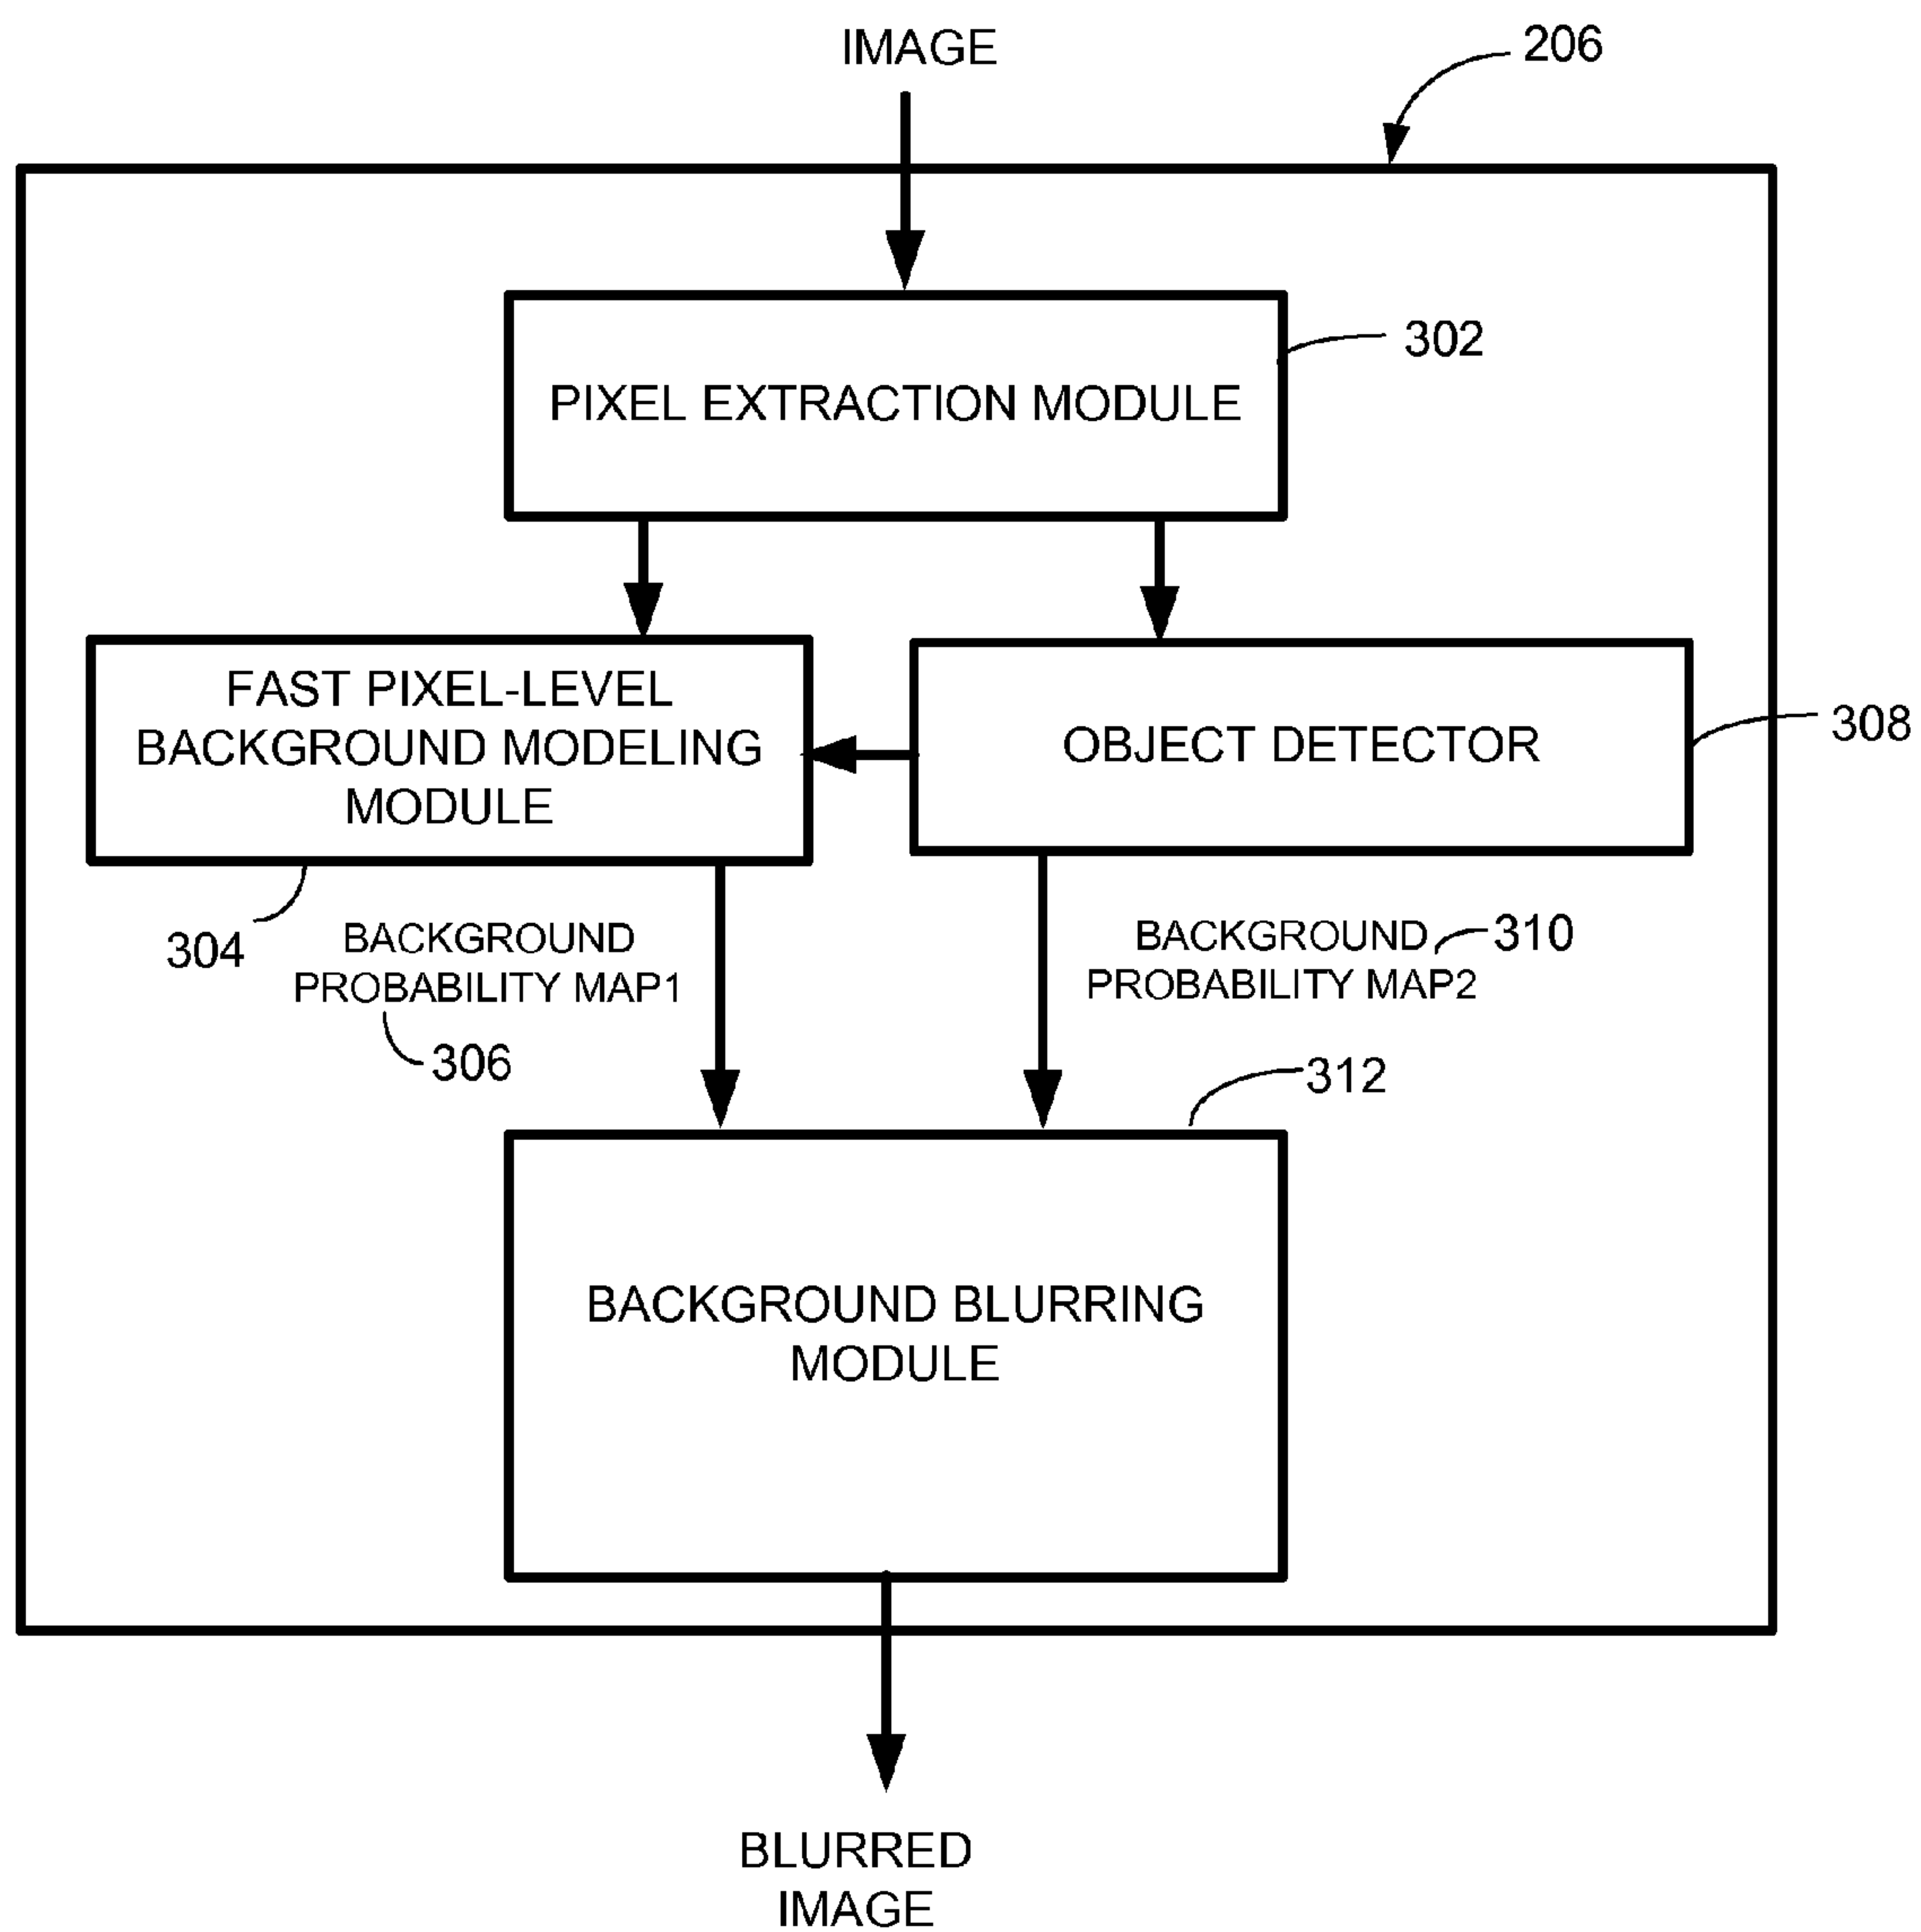 IMAGE
206
PIXEL EXTRACTION MODULE
302
FAST PIXEL-LEVEL
BACKGROUND MODELING
MODULE
OBJECT DETECTOR
308
304
BACKGROUND
PROBABILITY MAP1
306
BACKGROUND
PROBABILITY MAP2
310
312
BACKGROUND BLURRING
MODULE
BLURRED
IMAGE